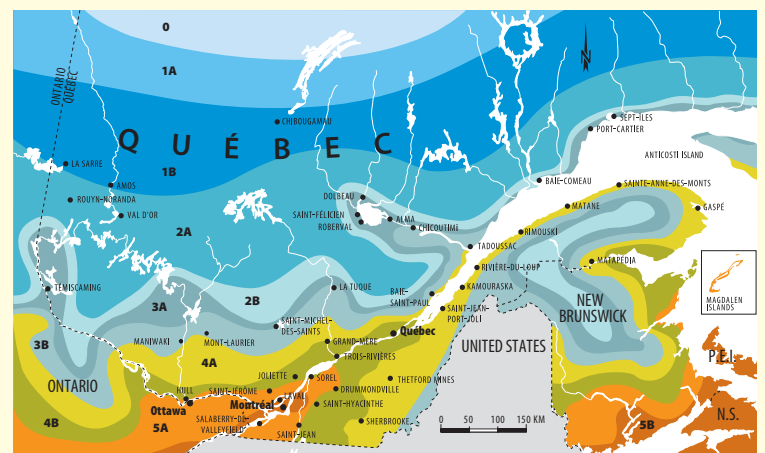 0
1A
ONTARIO
QUÉBEC
N
CHIBOUGAMAU
SEPT-ÎLES
PORT-CARTIER
QUÉBEC
ANTICOSTI ISLAND
LA SARRE
1B
AMOS
BAIE-COMEAU
SAINTE-ANNE-DES-MONTS
ROUYN-NORANDA
DOLBEAU
VAL D'OR
SAINT-FÉLICIEN
ROBERVAL
ALMA
CHICOUTIMI
MATANE
GASPÉ
2A
RIMOUSKI
TADOUSSAC
MATAPEDIA
RIVIÈRE-DU-LOUP
TÉMISCAMING
3A
2B
LA TUQUE
BAIE-
SAINT-PAUL
KAMOURASKA
NEW
BRUNSWICK
MAGDALEN
ISLANDS
SAINT-JEAN-
PORT-JOLI
SAINT-MICHEL-
DES-SAINTS
Québec
3B
MANIWAKI
MONT-LAURIER
GRAND-MÈRE
UNITED STATES
TROIS-RIVIÈRES
P.E.I.
4A
ONTARIO
JOLIETTE
SOREL
THETFORD MINES
HULL
SAINT-JÉRÔME
DRUMMONDVILLE
LAVAL
Ottawa
Montréal
SAINT-HYACINTHE
N.S.
4B
5A
SALABERRY-DE-
VALLEYFIELD
SAINT-JEAN
SHERBROOKE
0 50 100 150 KM
5B